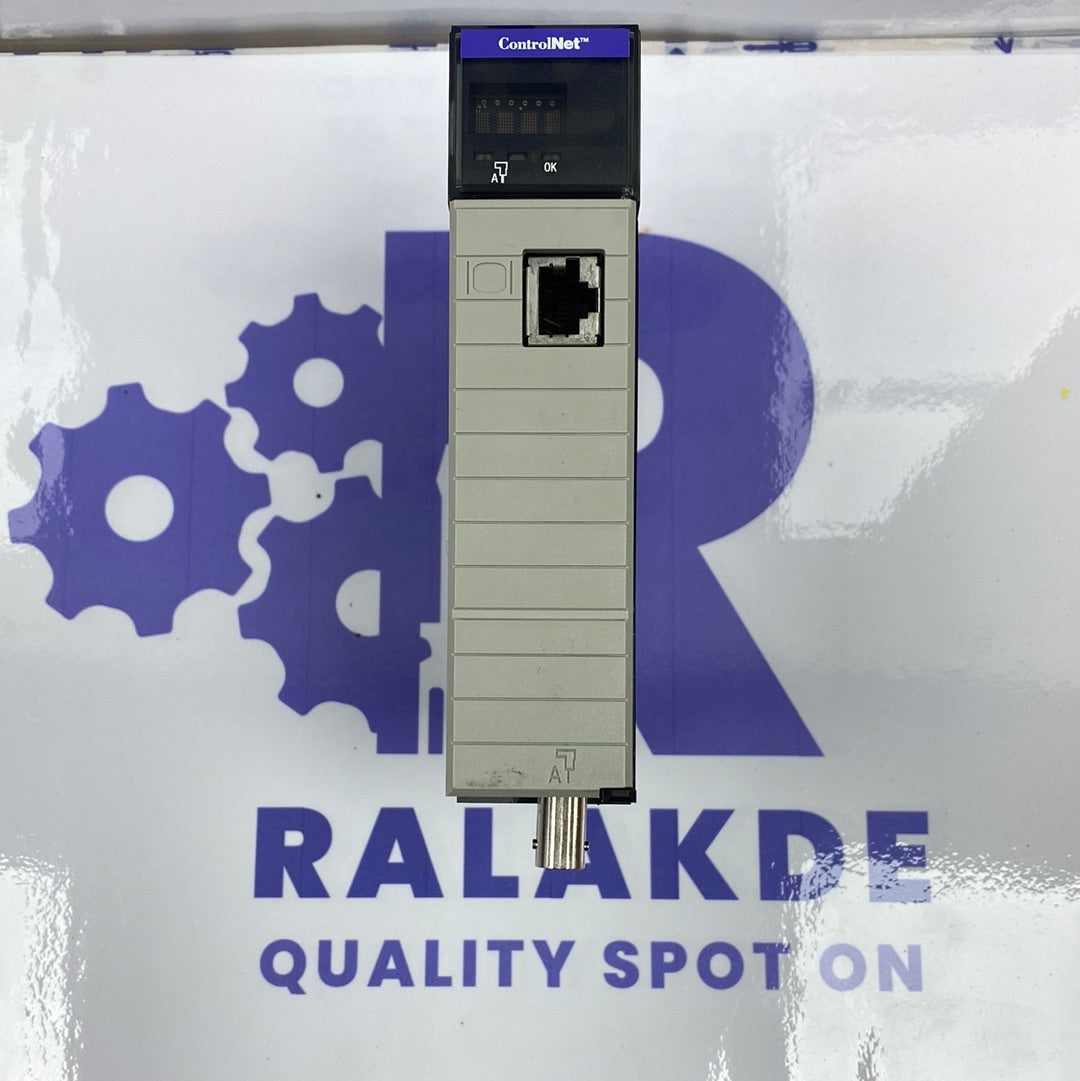 ControlNet™
A OK
A
RALAKDE
QUALITY SPOT ON